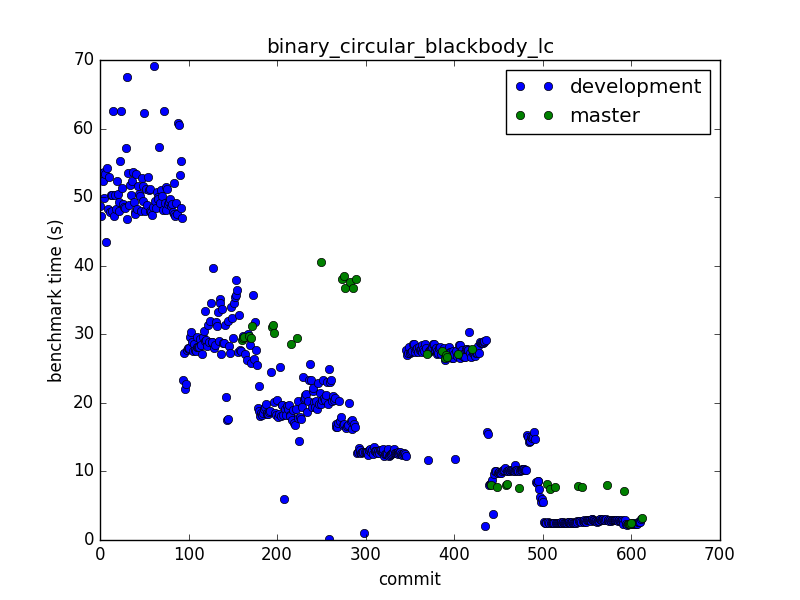 binary_circular_blackbody_lc
development
master
70
60
50
40
30
20
10
0
benchmark time (s)
0 100 200 300 400 500 600 700
commit